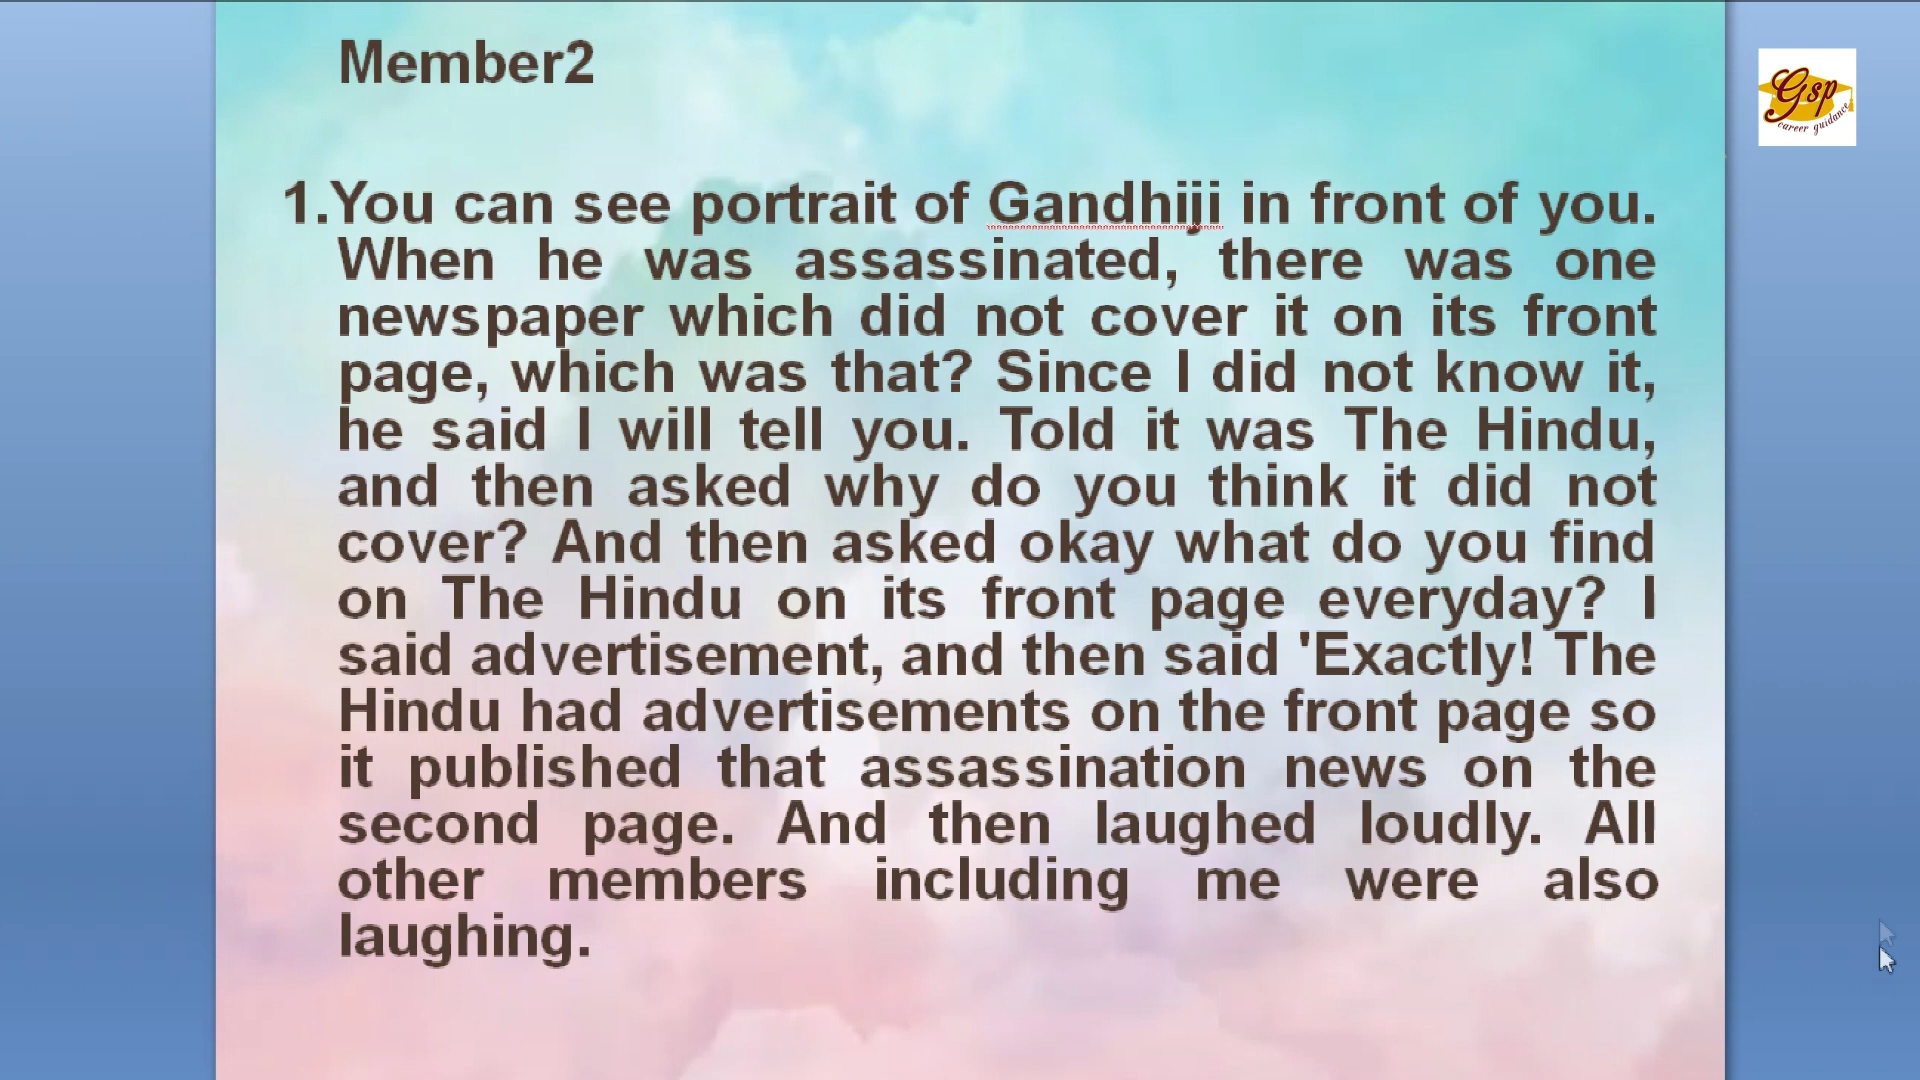 Member2
Gsp
career guidance
1.You can see portrait of Gandhiji in front of you.
When he was assassinated, there was one
newspaper which did not cover it on its front
page, which was that? Since I did not know it,
he said I will tell you. Told it was The Hindu,
and then asked why do you think it did not
cover? And then asked okay what do you find
on The Hindu on its front page everyday? I
said advertisement, and then said 'Exactly! The
Hindu had advertisements on the front page so
it published that assassination news on the
second page. And then laughed loudly. All
other members including me were also
laughing.